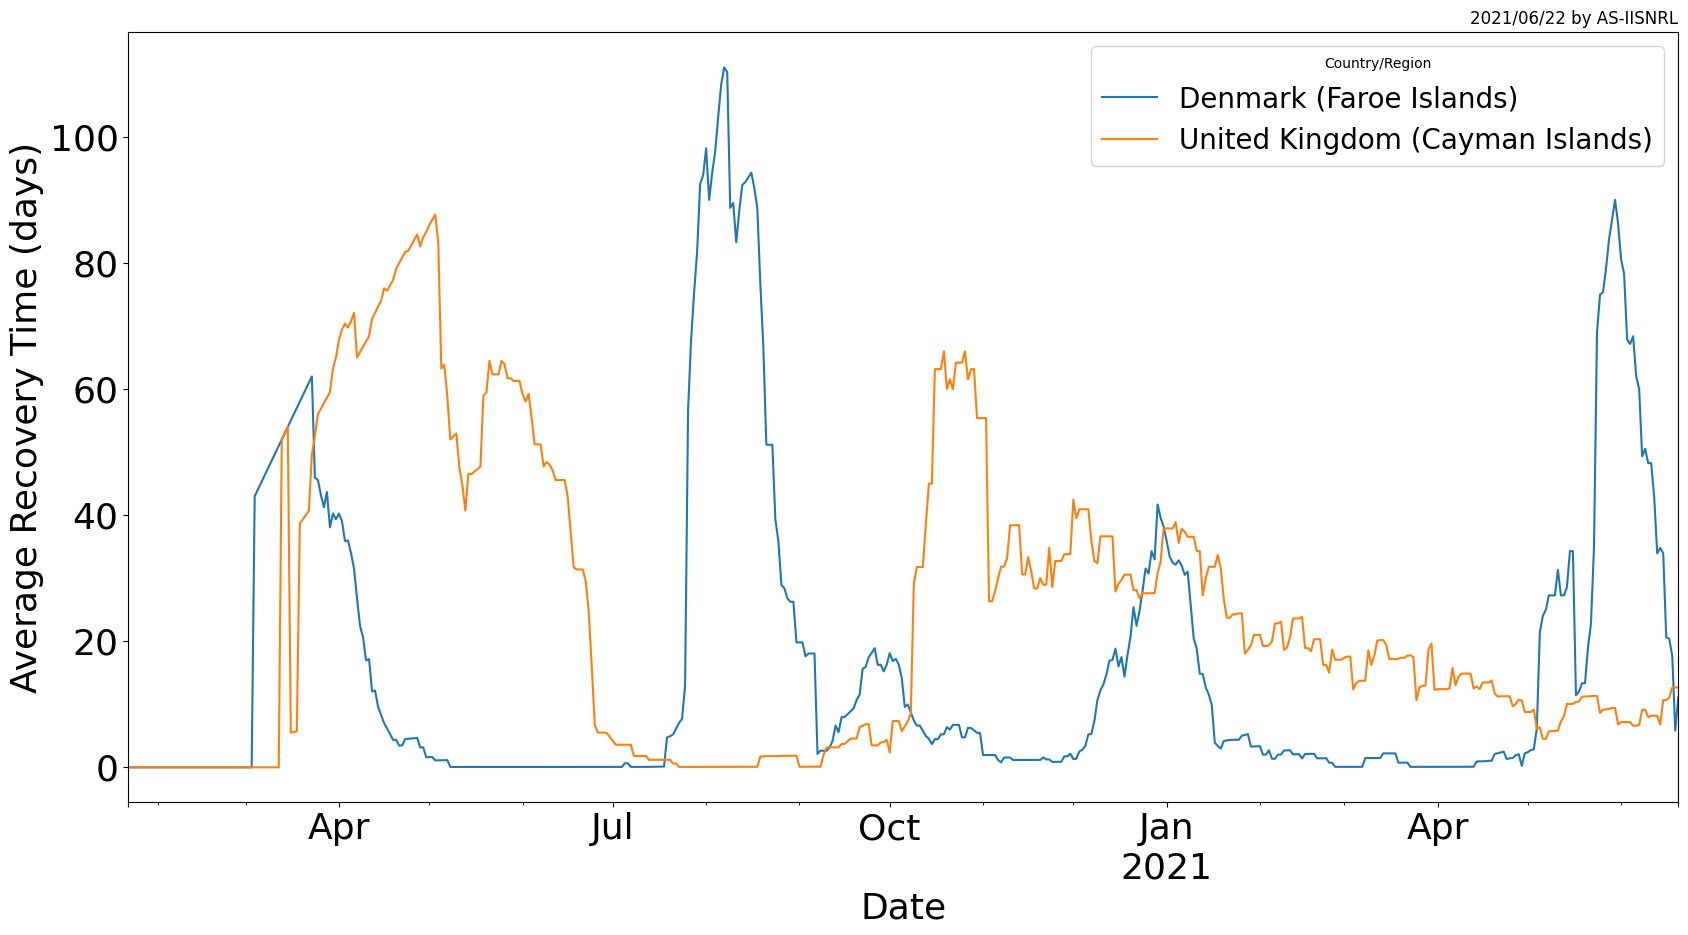 2021/06/22 by AS-IISNRL
Country/Region
Denmark (Faroe Islands)
United Kingdom (Cayman Islands)
Average Recovery Time (days)
100
80
60
40
20
0
Apr
Jul
Oct
Jan
2021
Apr
Date